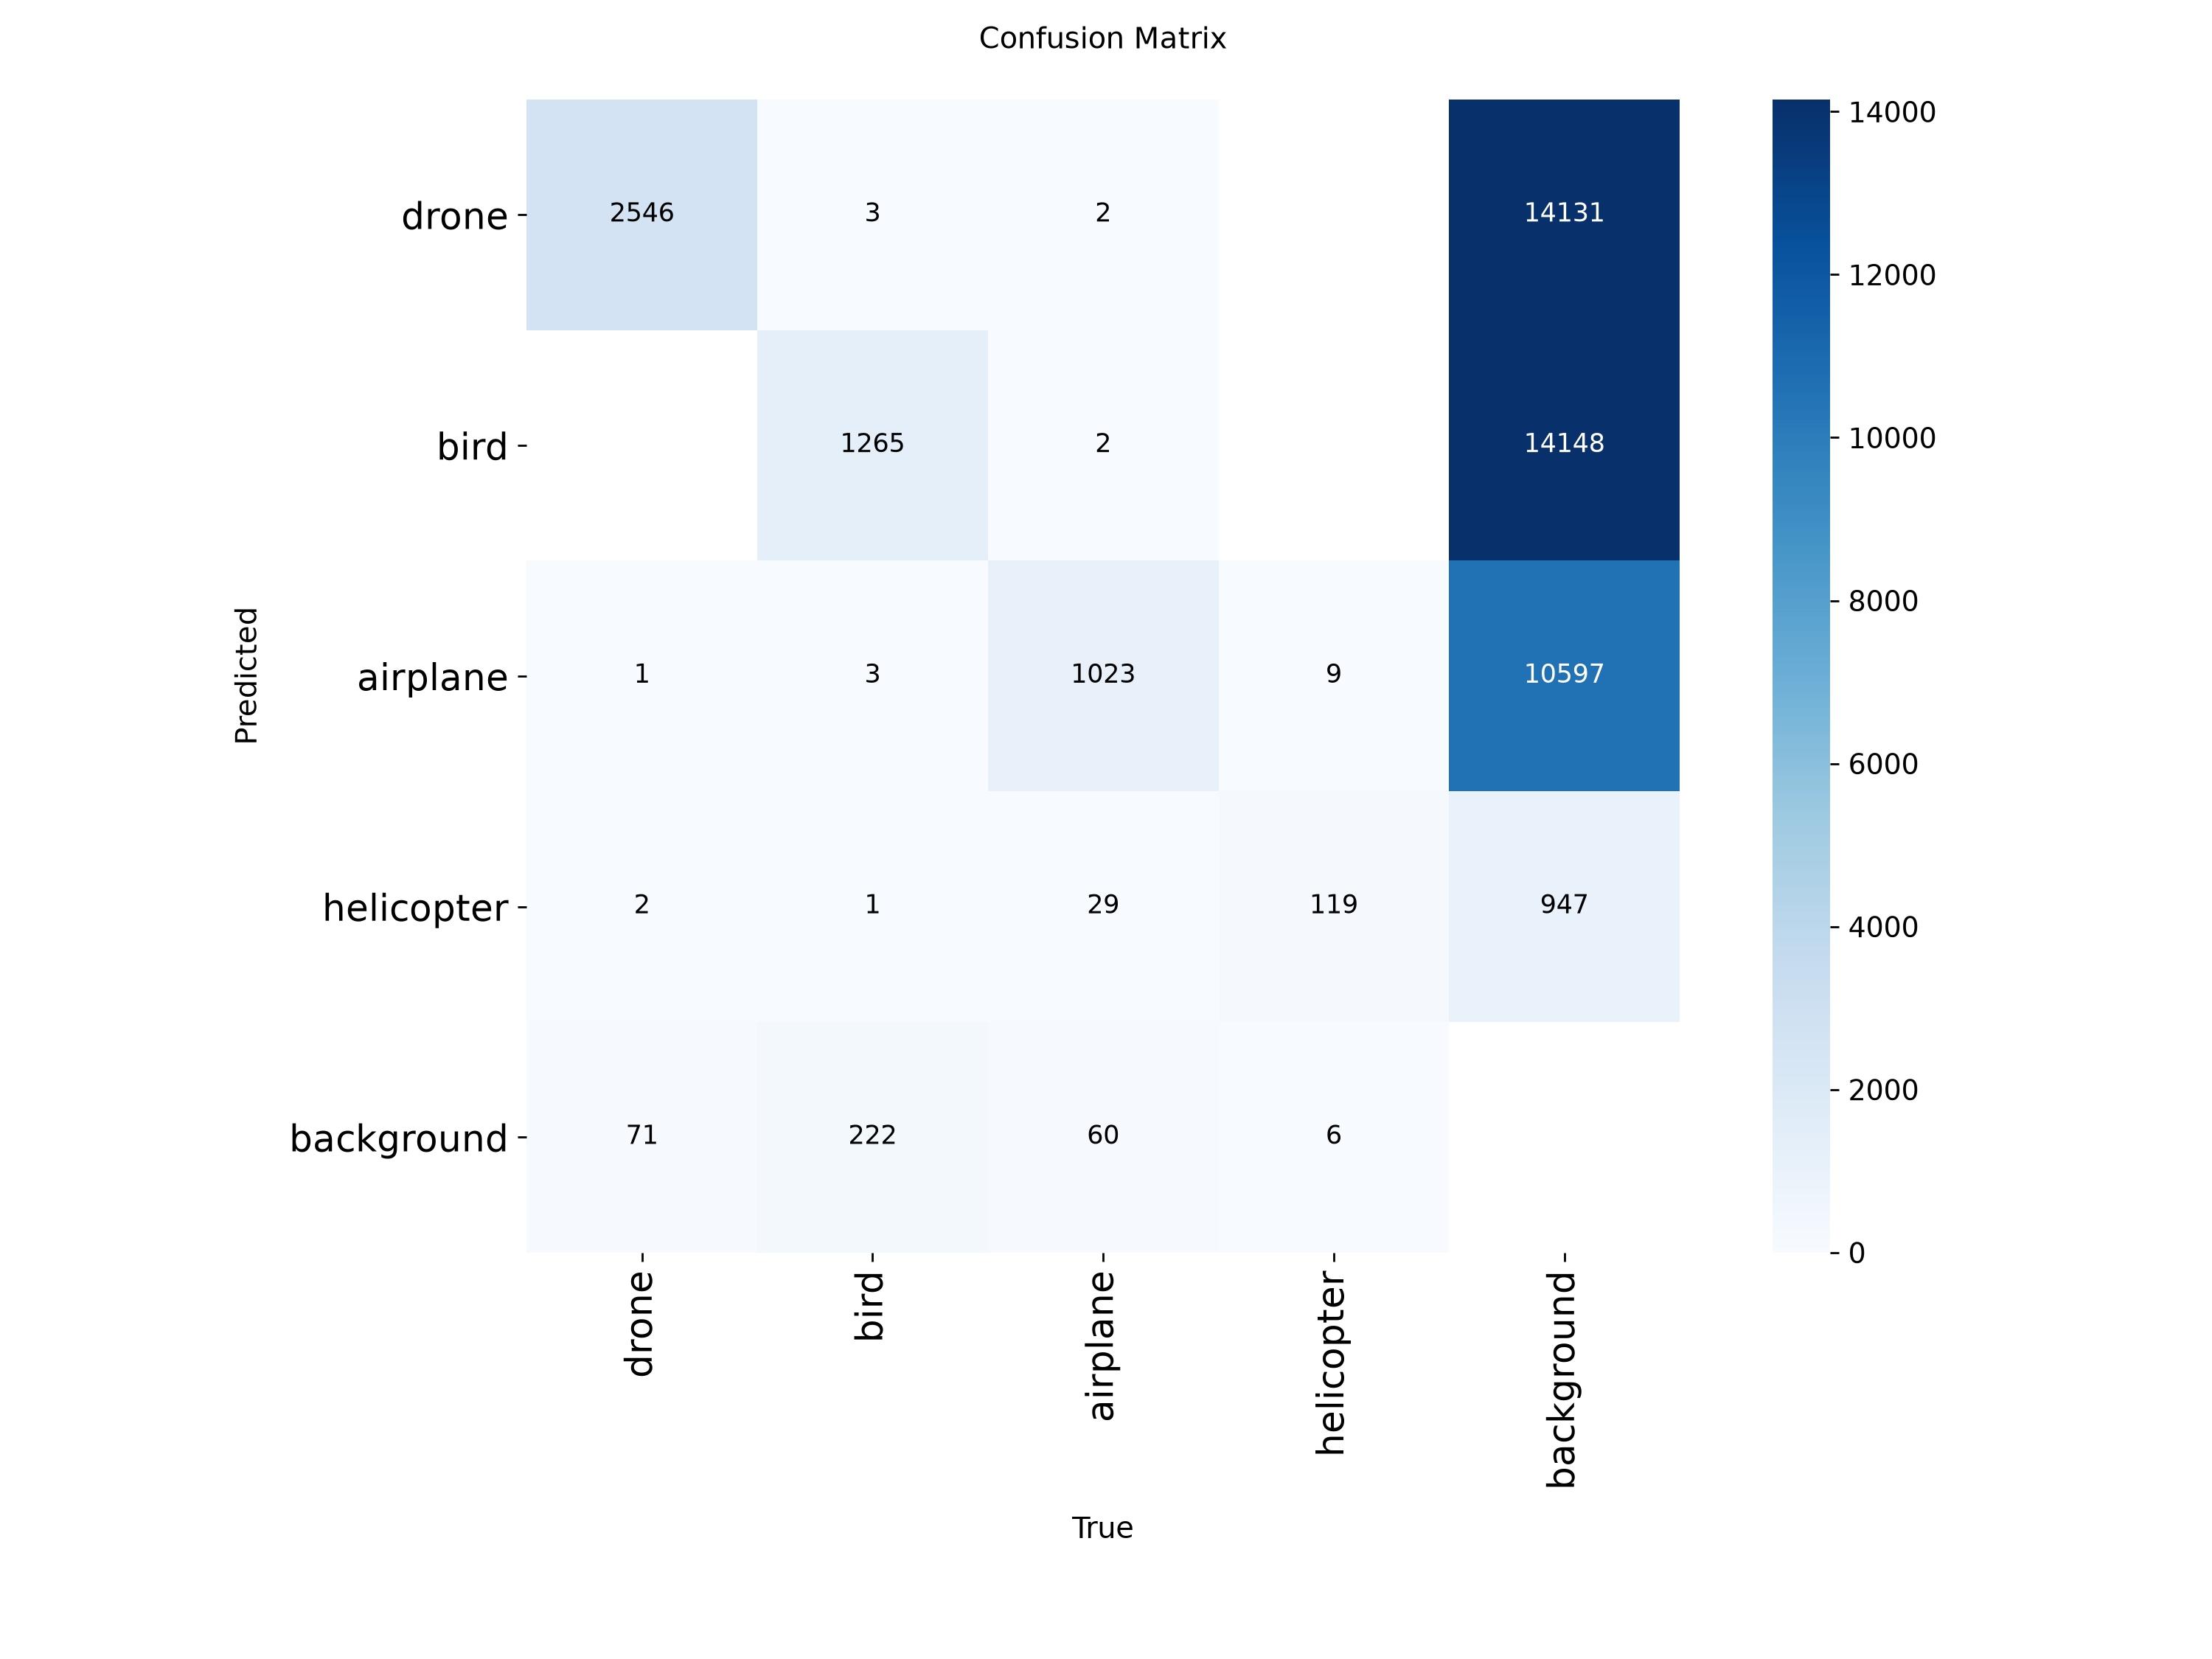 Confusion Matrix
drone
2546 3 2 14131
bird
1265 2 14148
airplane
1 3 1023 9 10597
helicopter
2 1 29 119 947
background
71 222 60 6
drone
bird
airplane
helicopter
background
True
Predicted
14000
12000
10000
8000
6000
4000
2000
0